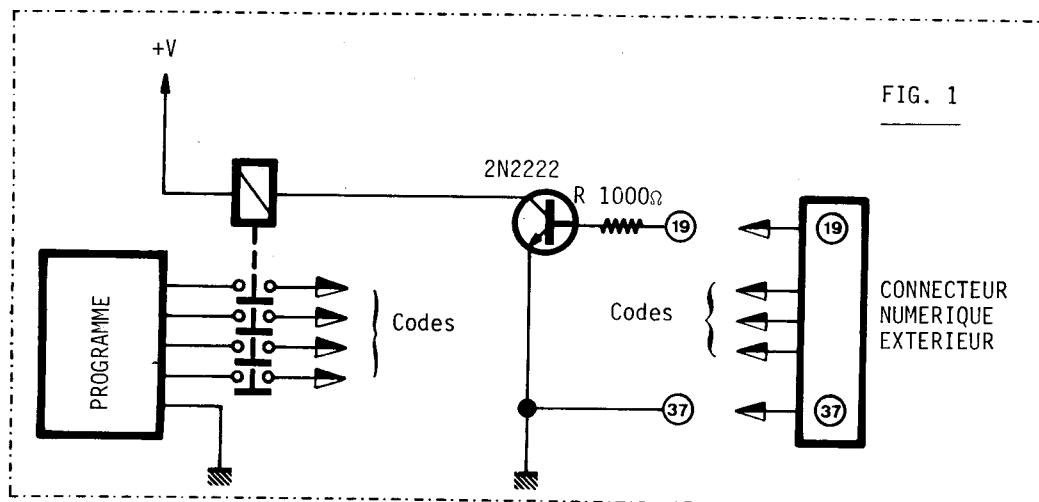 +V
FIG. 1
2N2222
R 1000Ω
19
19
PROGRAMME
Codes
Codes
CONNECTEUR
NUMERIQUE
EXTERIEUR
37
37